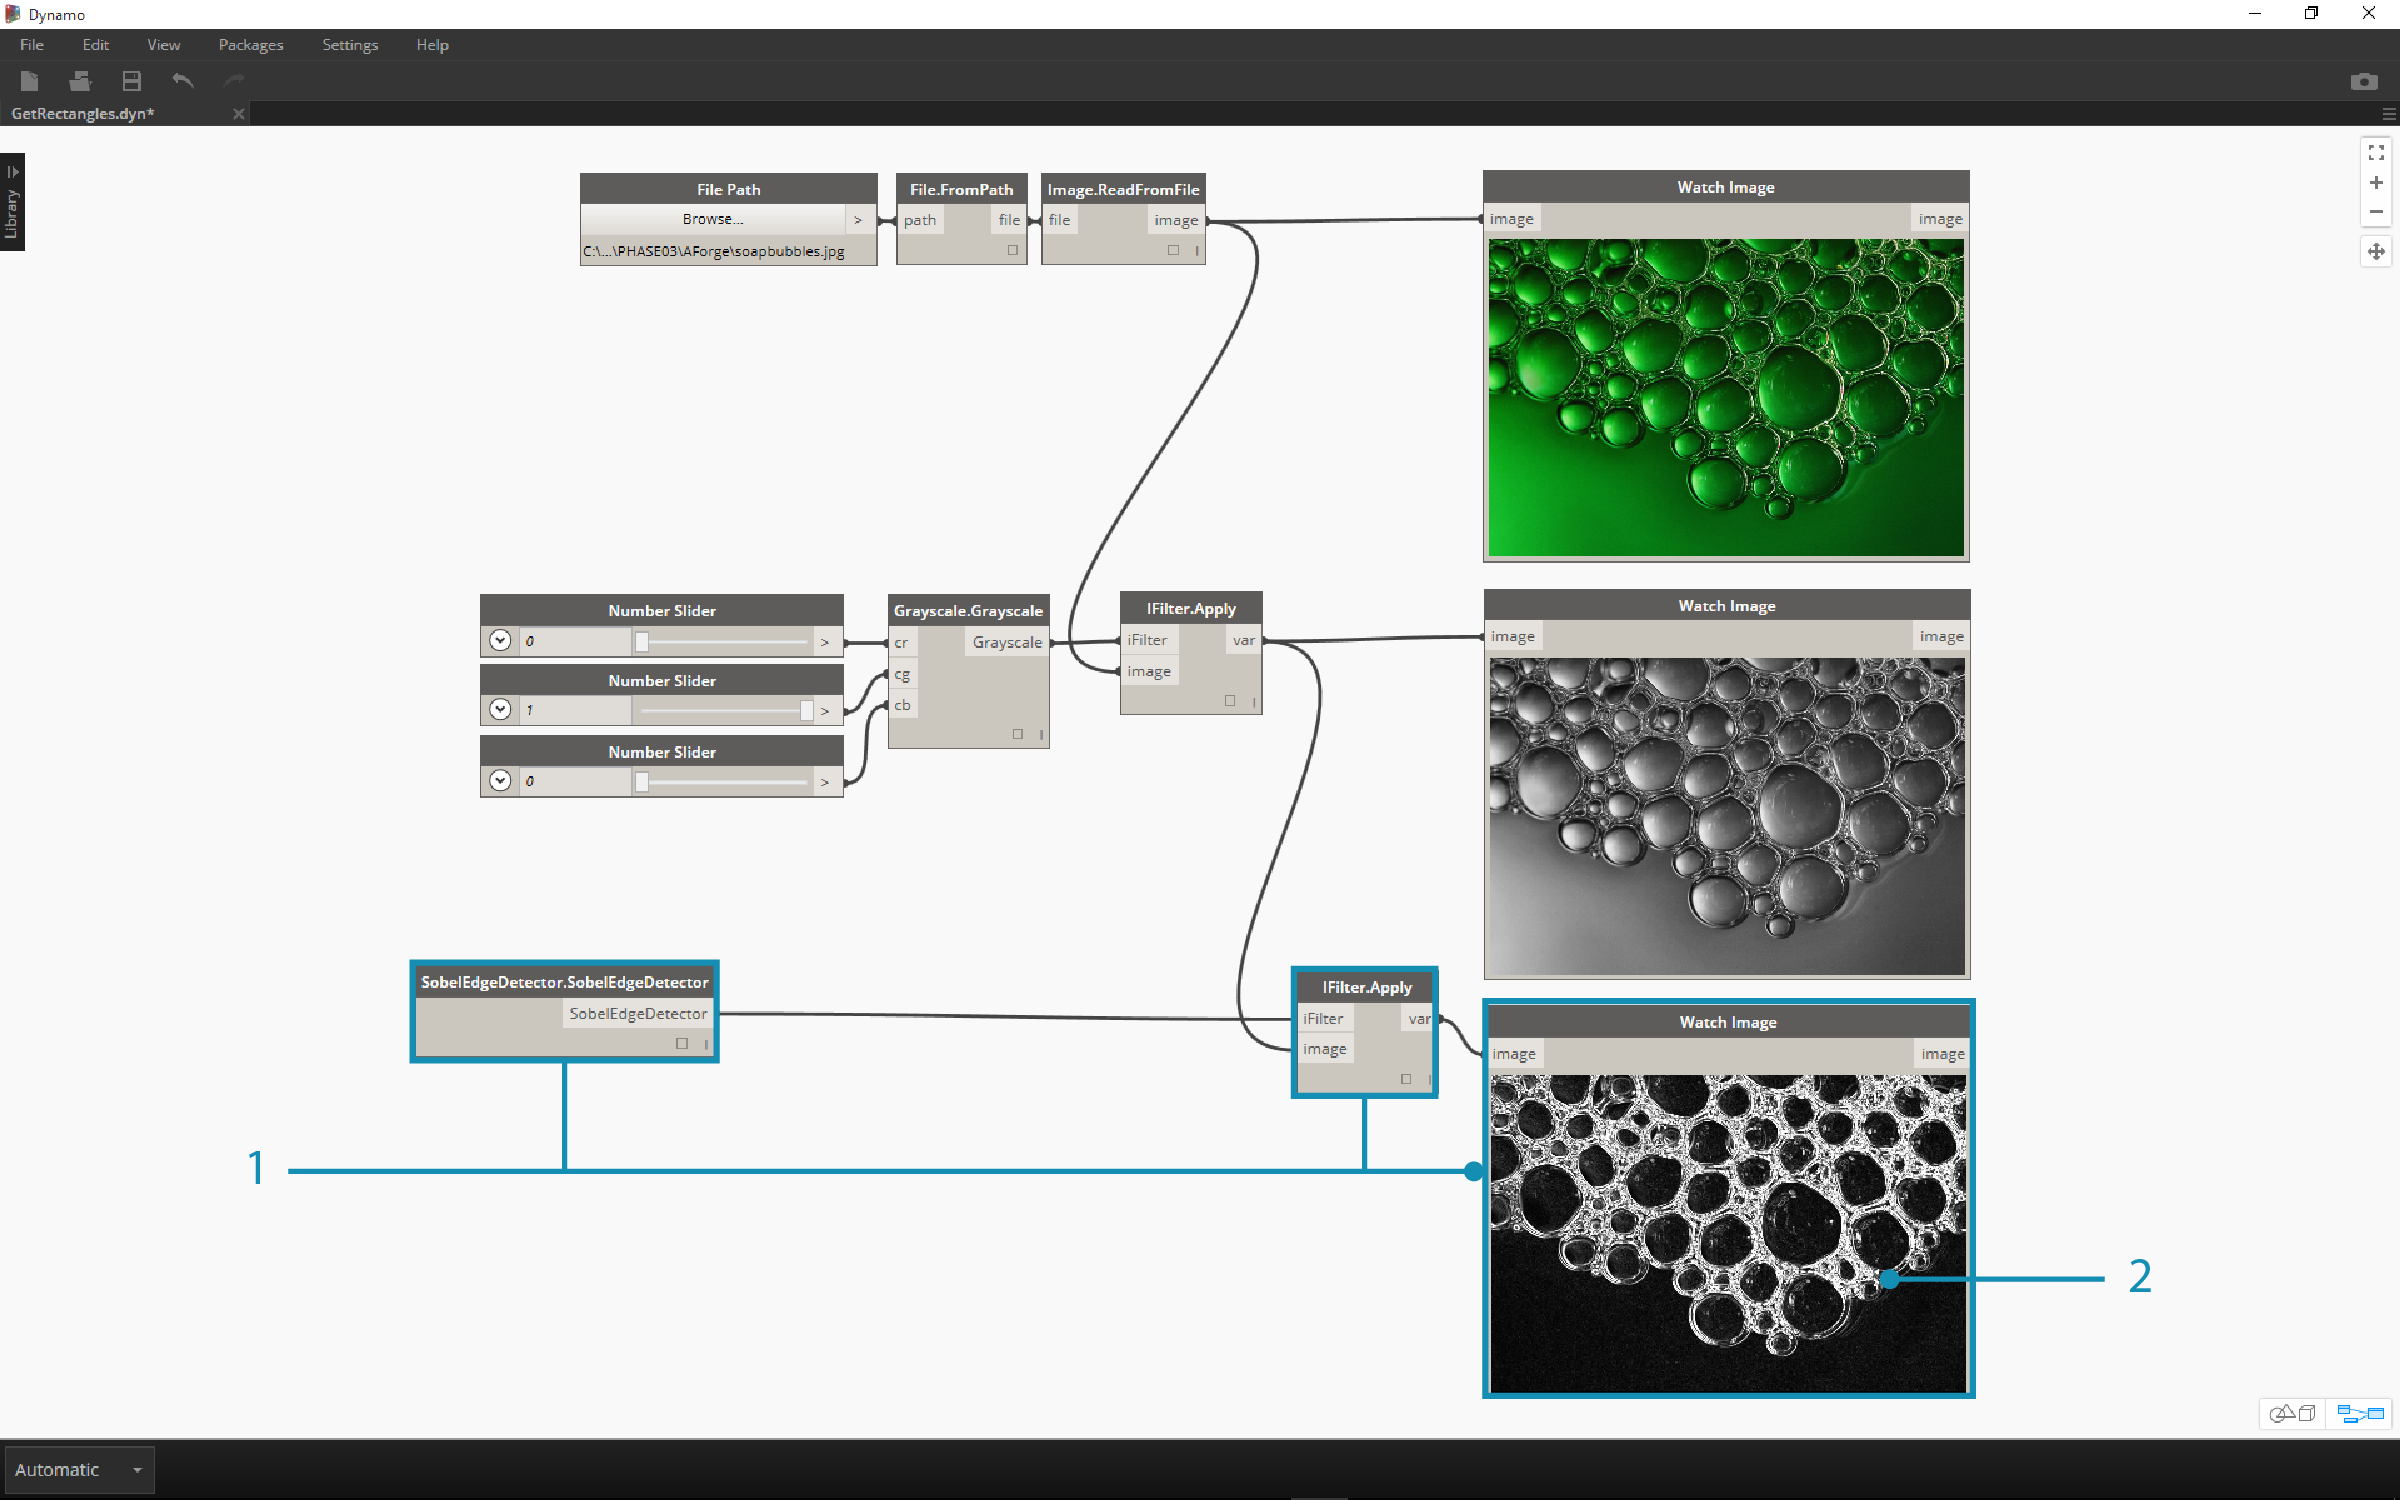 Dynamo
File Edit View Packages Settings Help
GetRectangles.dyn*
Library
File Path
Browse... >
C:\...\PHASE03\AForge\soapbubbles.jpg
File.FromPath
path file
Image.ReadFromFile
file image
Watch Image
image image
Number Slider
0 >
Number Slider
1 >
Number Slider
0 >
Grayscale.Grayscale
cr Grayscale
cg
cb
IFilter.Apply
iFilter var
image
Watch Image
image image
SobelEdgeDetector.SobelEdgeDetector
SobelEdgeDetector
IFilter.Apply
iFilter var
image
Watch Image
image image
1
2
Automatic